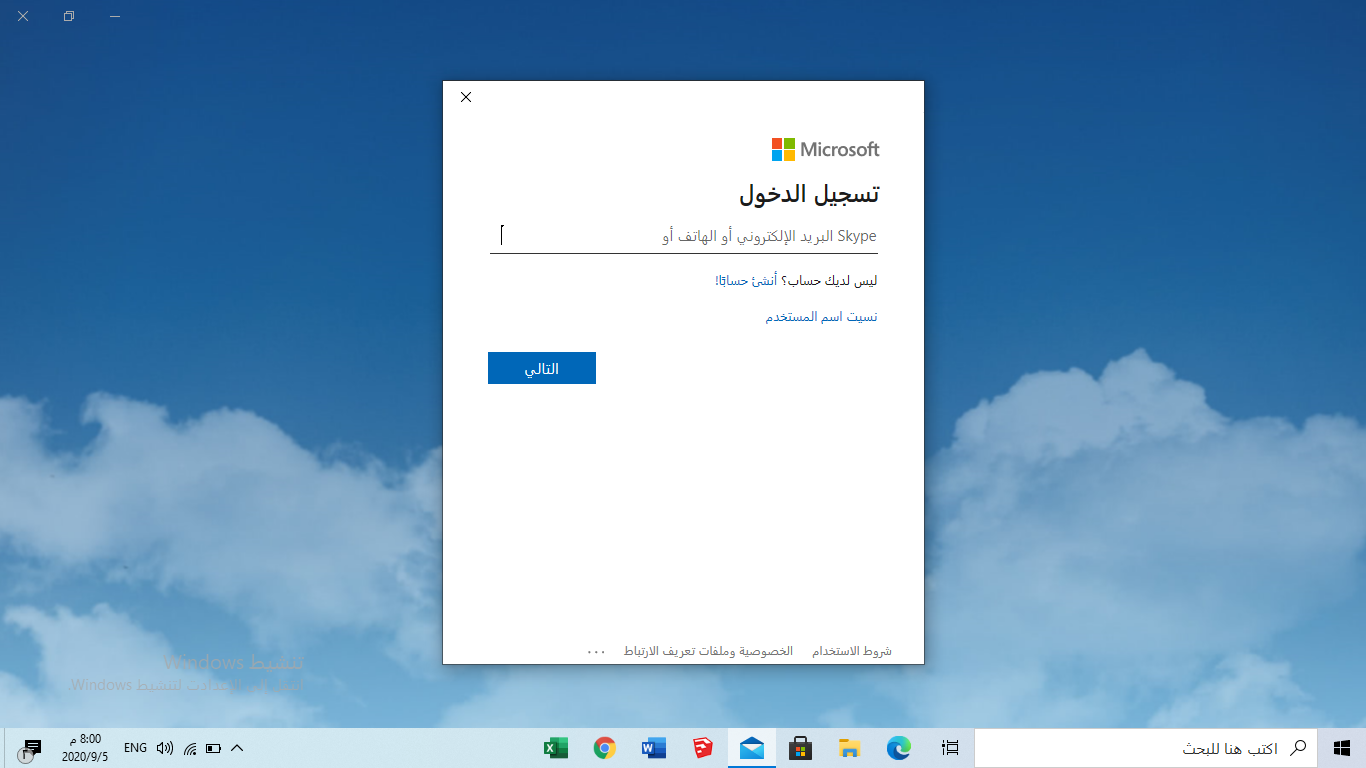 Microsoft
تسجيل الدخول
البريد الإلكتروني أو الهاتف أو Skype
ليس لديك حساب؟ أنشئ حسابًا!
نسيت اسم المستخدم
التالي
شروط الاستخدام
الخصوصية وملفات تعريف الارتباط
...
تنشيط Windows
لتنشيط Windows.
اكتب هنا للبحث
ENG
8:00 م
2020/9/5